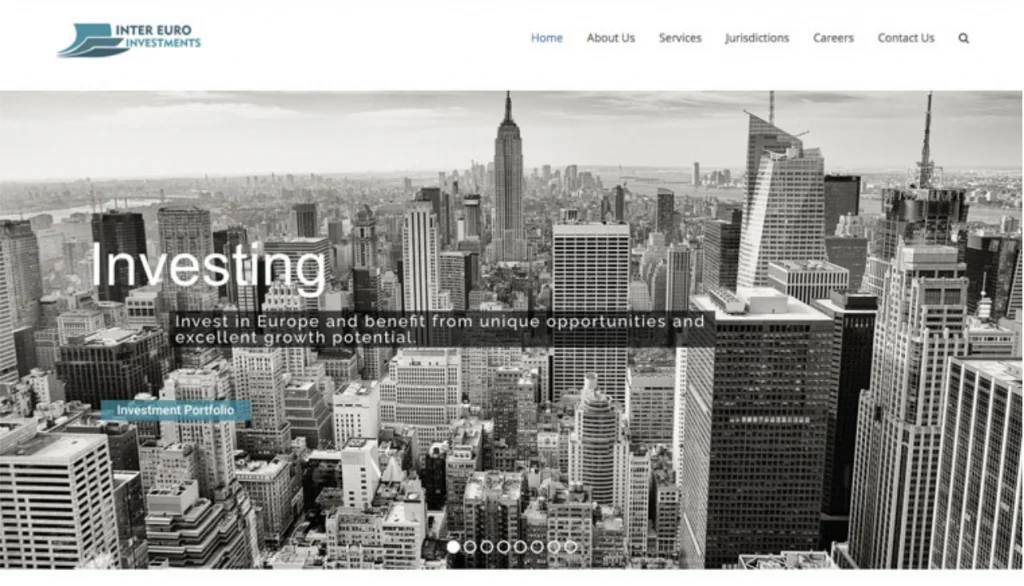 INTER EURO
INVESTMENTS
Home About Us Services Jurisdictions Careers Contact Us
Investing
Invest in Europe and benefit from unique opportunities and
excellent growth potential.
Investment Portfolio